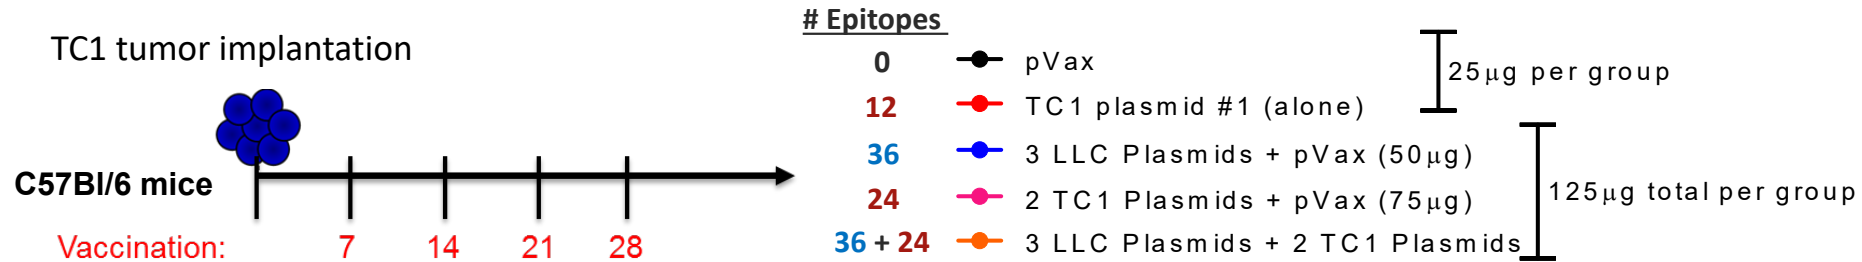 TC1 tumor implantation
C57Bl/6 mice
Vaccination: 7 14 21 28
# Epitopes
0 pVax
12 TC1 plasmid #1 (alone)
25μg per group
36 3 LLC Plasmids + pVax (50μg)
24 2 TC1 Plasmids + pVax (75μg)
36 + 24 3 LLC Plasmids + 2 TC1 Plasmids
125μg total per group